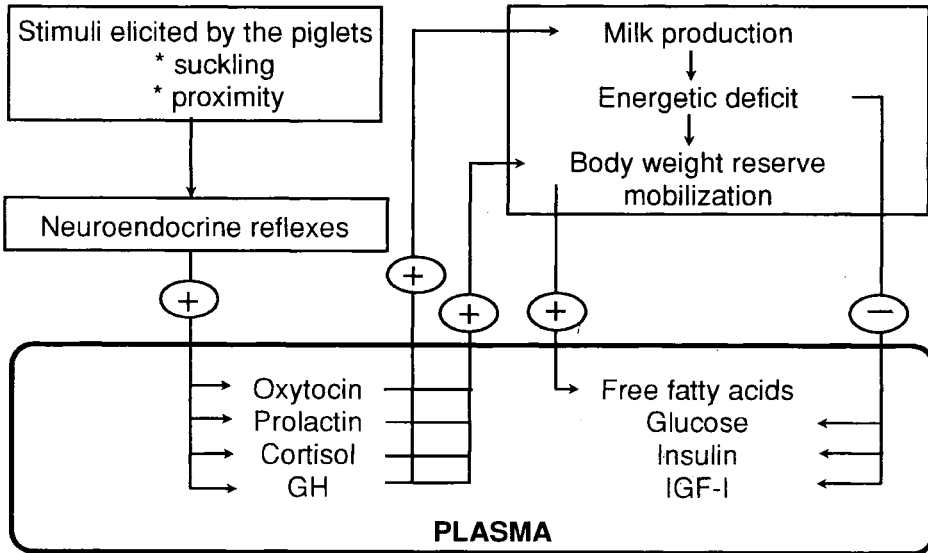 Stimuli elicited by the piglets
* suckling
* proximity
Neuroendocrine reflexes
Milk production
Energetic deficit
Body weight reserve
mobilization
+
+
+
+
−
Oxytocin
Prolactin
Cortisol
GH
Free fatty acids
Glucose
Insulin
IGF-I
PLASMA